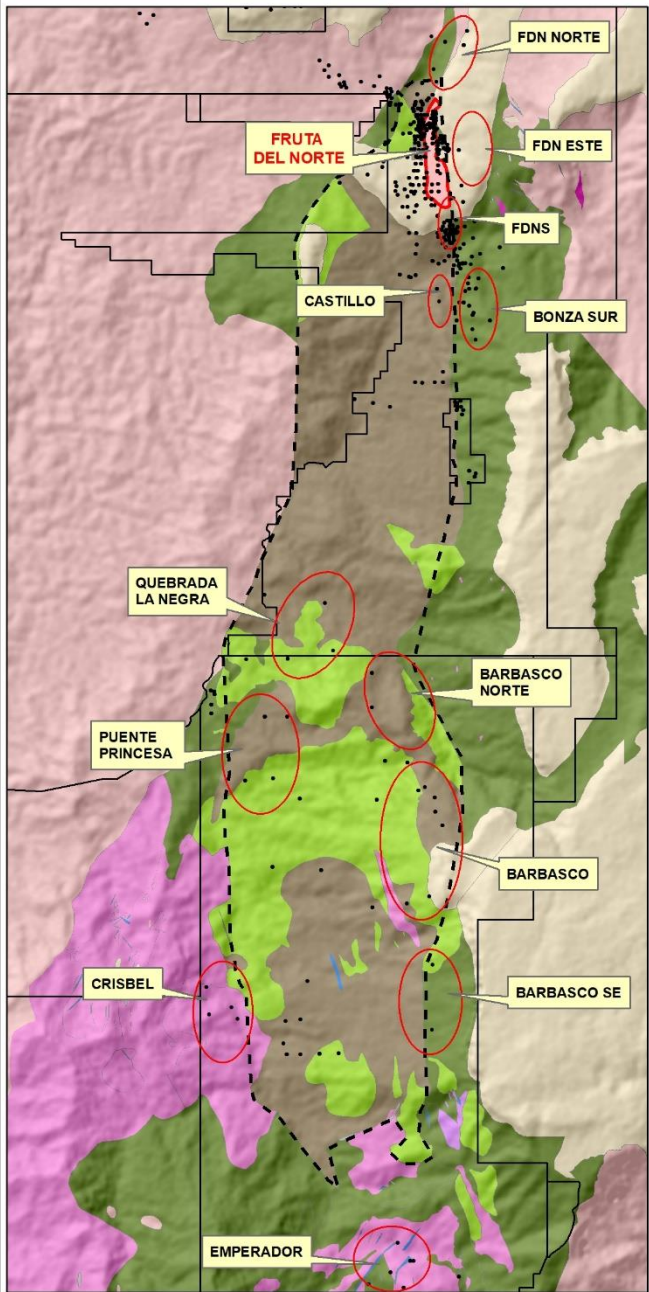 FDN NORTE
FRUTA
DEL NORTE
FDN ESTE
FDNS
CASTILLO
BONZA SUR
QUEBRADA
LA NEGRA
BARBASCO
NORTE
PUENTE
PRINCESA
BARBASCO
CRISBEL
BARBASCO SE
EMPERADOR